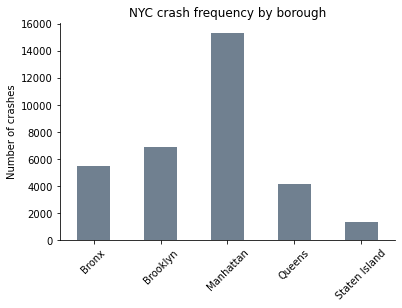 NYC crash frequency by borough
Number of crashes
16000
14000
12000
10000
8000
6000
4000
2000
0
Bronx
Brooklyn
Manhattan
Queens
Staten Island